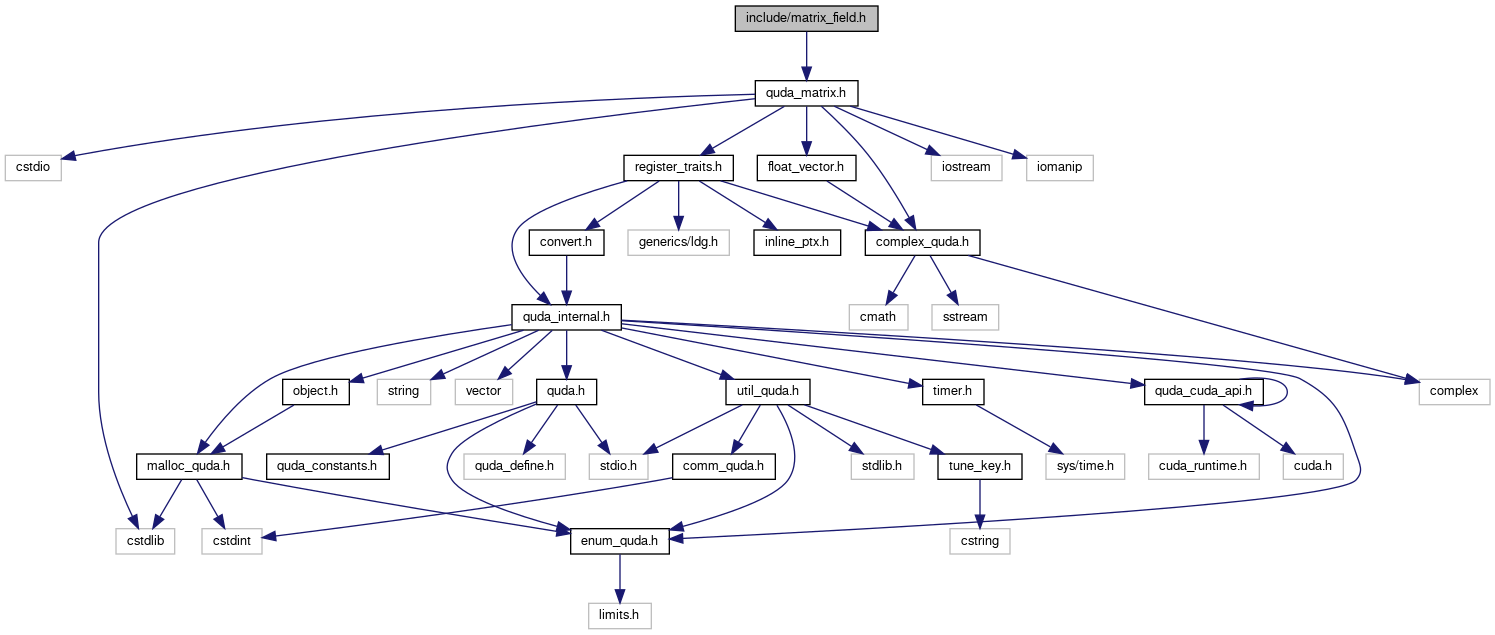 include/matrix_field.h
quda_matrix.h
cstdio
register_traits.h
float_vector.h
iostream
iomanip
convert.h
generics/ldg.h
inline_ptx.h
complex_quda.h
quda_internal.h
cmath
sstream
object.h
string
vector
quda.h
util_quda.h
timer.h
quda_cuda_api.h
complex
malloc_quda.h
quda_constants.h
quda_define.h
stdio.h
comm_quda.h
stdlib.h
tune_key.h
sys/time.h
cuda_runtime.h
cuda.h
cstdlib
cstdint
enum_quda.h
cstring
limits.h